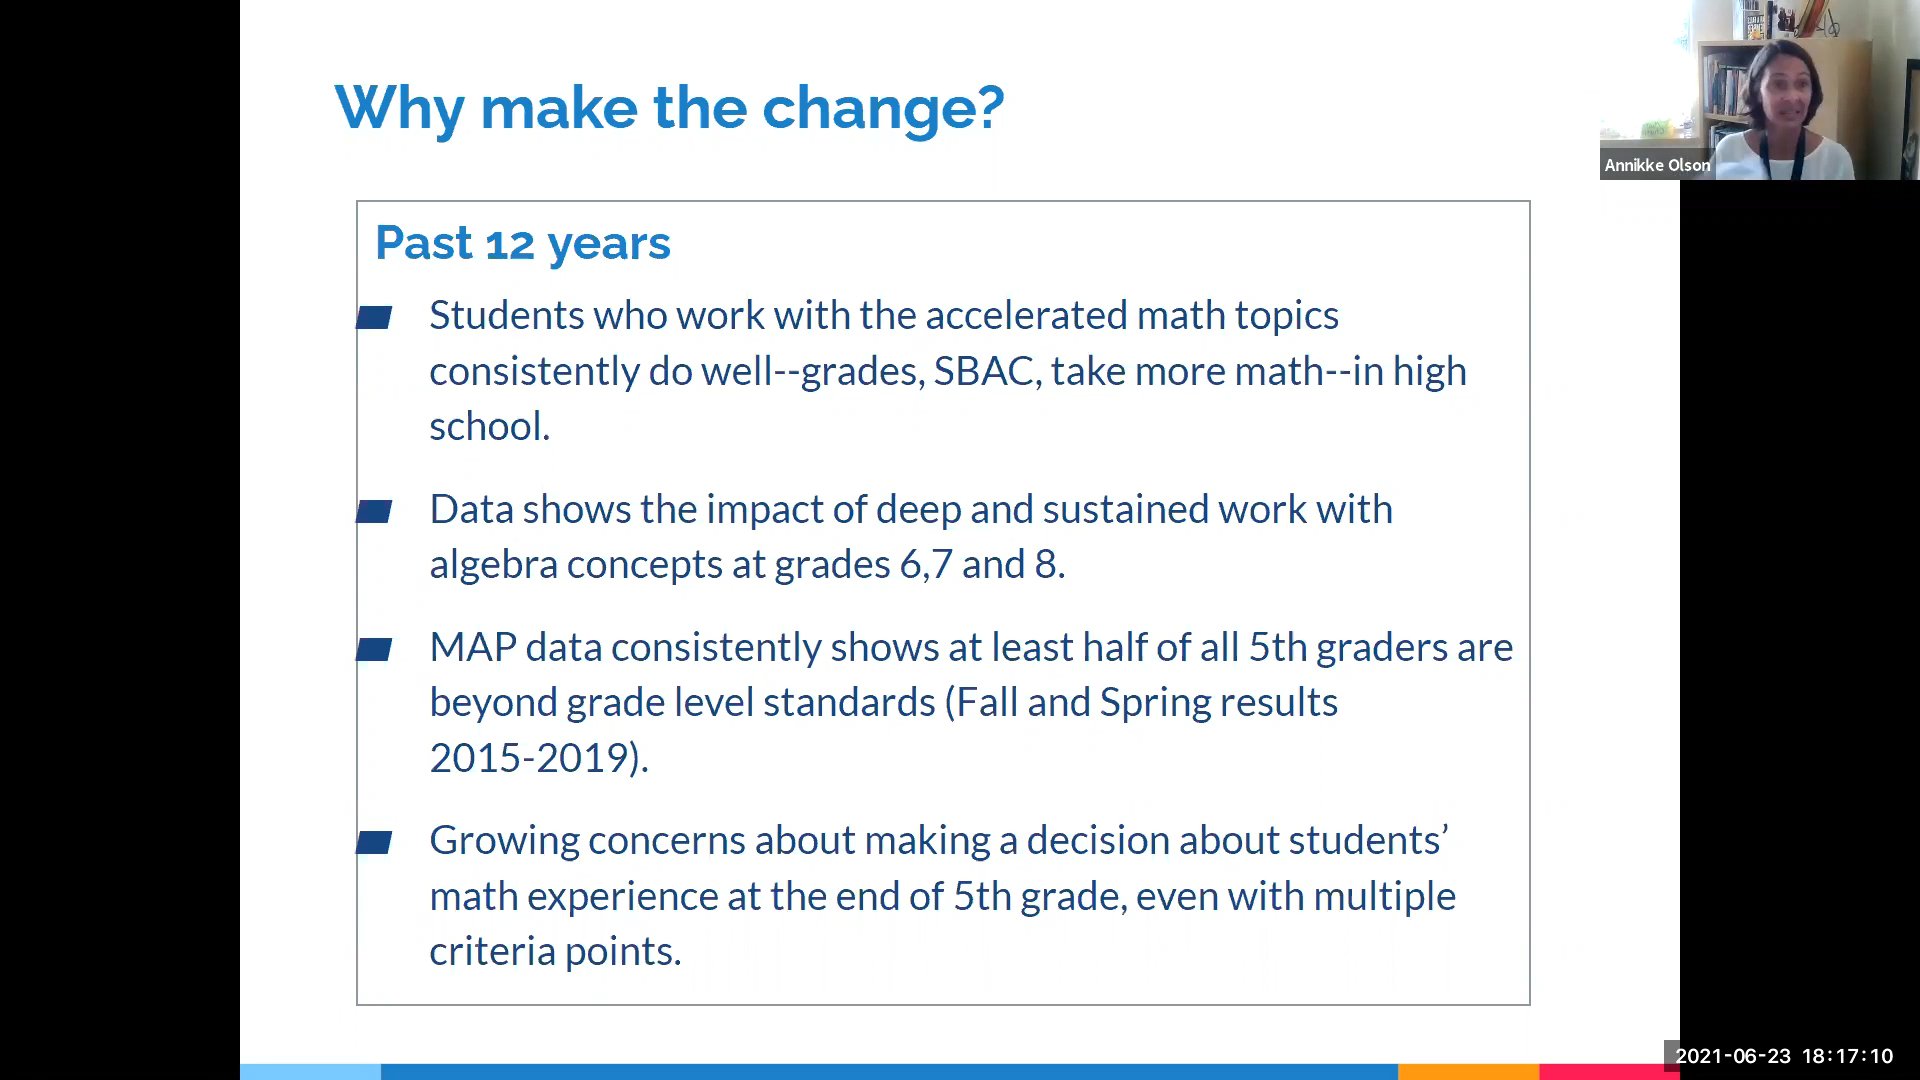 Why make the change?
Annikke Olson
Past 12 years
Students who work with the accelerated math topics
consistently do well--grades, SBAC, take more math--in high
school.
Data shows the impact of deep and sustained work with
algebra concepts at grades 6,7 and 8.
MAP data consistently shows at least half of all 5th graders are
beyond grade level standards (Fall and Spring results
2015-2019).
Growing concerns about making a decision about students’
math experience at the end of 5th grade, even with multiple
criteria points.
2021-06-23 18:17:10